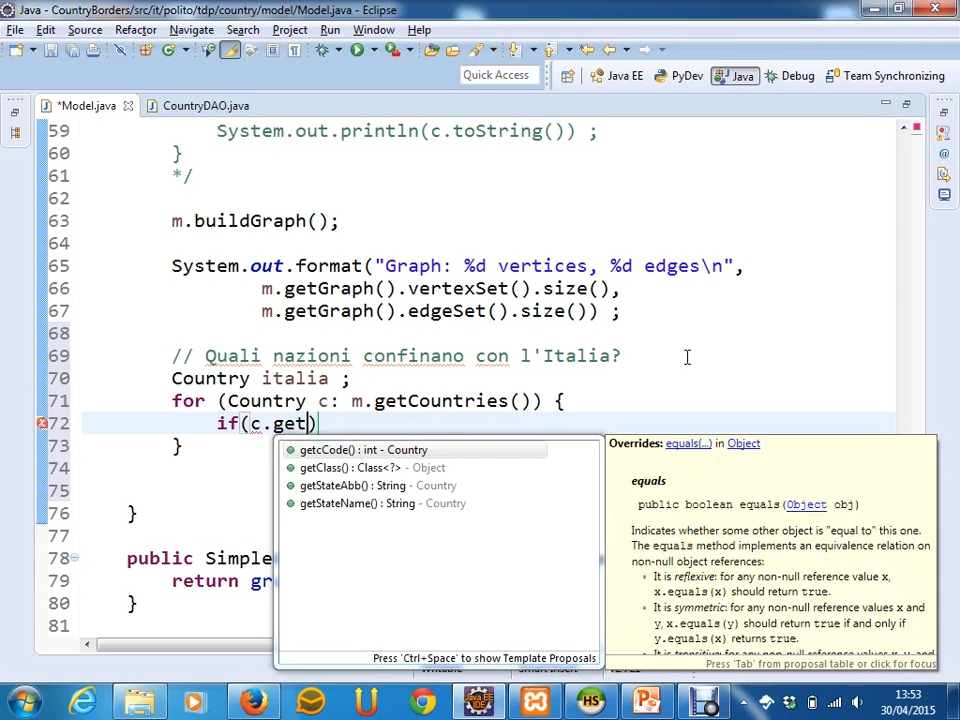 Java - CountryBorders/src/it/polito/tdp/country/model/Model.java - Eclipse
File Edit Source Refactor Navigate Search Project Run Window Help
Quick Access Java EE PyDev Java Debug Team Synchronizing
*Model.java CountryDAO.java
59 System.out.println(c.toString()) ;
60 }
61 */
62
63 m.buildGraph();
64
65 System.out.format("Graph: %d vertices, %d edges\n",
66 m.getGraph().vertexSet().size(),
67 m.getGraph().edgeSet().size()) ;
68
69 // Quali nazioni confinano con l'Italia?
70 Country italia ;
71 for (Country c: m.getCountries()) {
72 if(c.get)
73 }
74
75
76 }
77
78 public Simple
79 return gr
80 }
81
getcCode() : int - Country
getClass() : Class<?> - Object
getStateAbb() : String - Country
getStateName() : String - Country
Press 'Ctrl+Space' to show Template Proposals
Overrides: equals(...) in Object
equals
public boolean equals(Object obj)
Indicates whether some other object is "equal to" this one.
The equals method implements an equivalence relation on
non-null object references:
It is reflexive: for any non-null reference value x,
x.equals(x) should return true.
It is symmetric: for any non-null reference values x and
y, x.equals(y) should return true if and only if
y.equals(x) returns true.
Press 'Tab' from proposal table or click for focus
13:53
30/04/2015